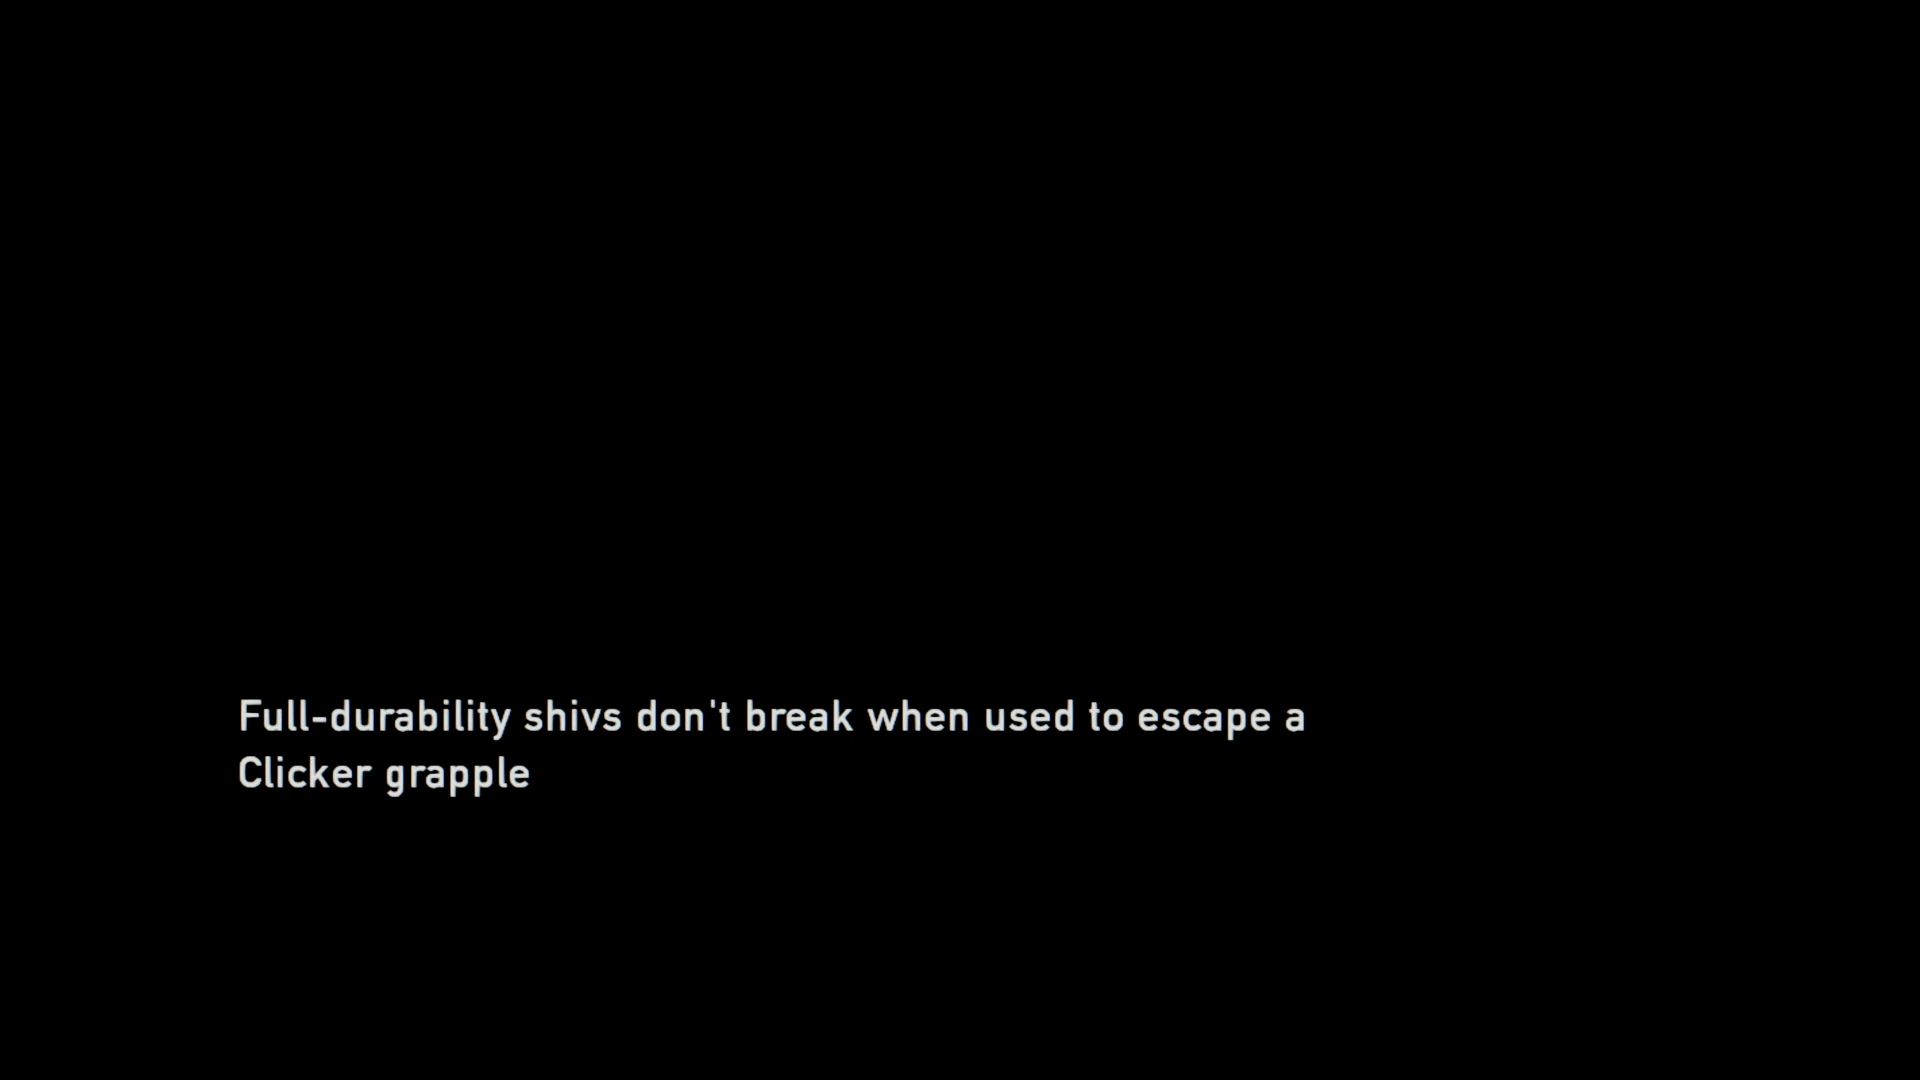 Full-durability shivs don't break when used to escape a
Clicker grapple